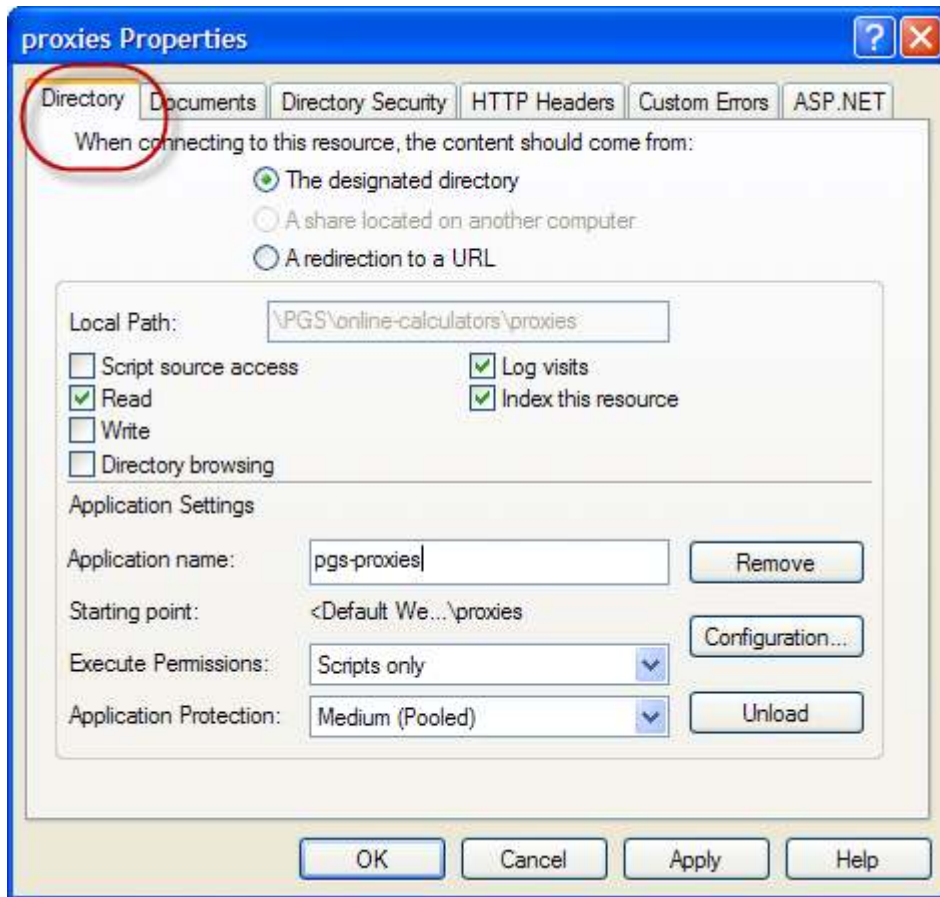 proxies Properties
?
Directory Documents Directory Security HTTP Headers Custom Errors ASP.NET
When connecting to this resource, the content should come from:
The designated directory
A share located on another computer
A redirection to a URL
Local Path: \PGS\online-calculators\proxies
Script source access Log visits
Read Index this resource
Write
Directory browsing
Application Settings
Application name: pgs-proxies Remove
Starting point: <Default We...\proxies
Configuration...
Execute Permissions: Scripts only
Application Protection: Medium (Pooled) Unload
OK Cancel Apply Help